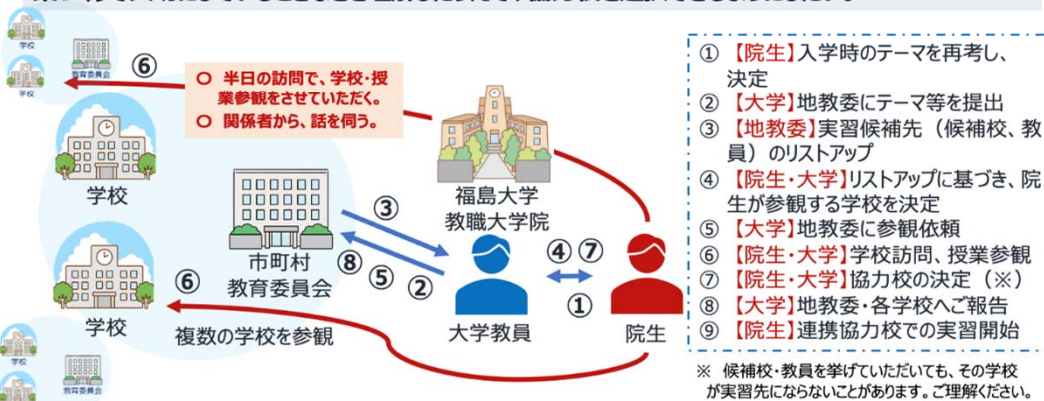 学校
学校
教育委員会
⑥
○ 半日の訪問で、学校・授
業参観をさせていただく。
○ 関係者から、話を伺う。
学校
福島大学
教職大学院
市町村
教育委員会
③
⑧
⑤
②
④ ⑦
①
大学教員
院生
学校
⑥
複数の学校を参観
学校
教育委員会
① 【院生】入学時のテーマを再考し、
決定
② 【大学】地教委にテーマ等を提出
③ 【地教委】実習候補先（候補校、教
員）のリストアップ
④ 【院生・大学】リストアップに基づき、院
生が参観する学校を決定
⑤ 【大学】地教委に参観依頼
⑥ 【院生・大学】学校訪問、授業参観
⑦ 【院生・大学】協力校の決定（※）
⑧ 【大学】地教委・各学校へご報告
⑨ 【院生】連携協力校での実習開始
※ 候補校・教員を挙げていただいても、その学校
が実習先にならないことがあります。ご理解ください。